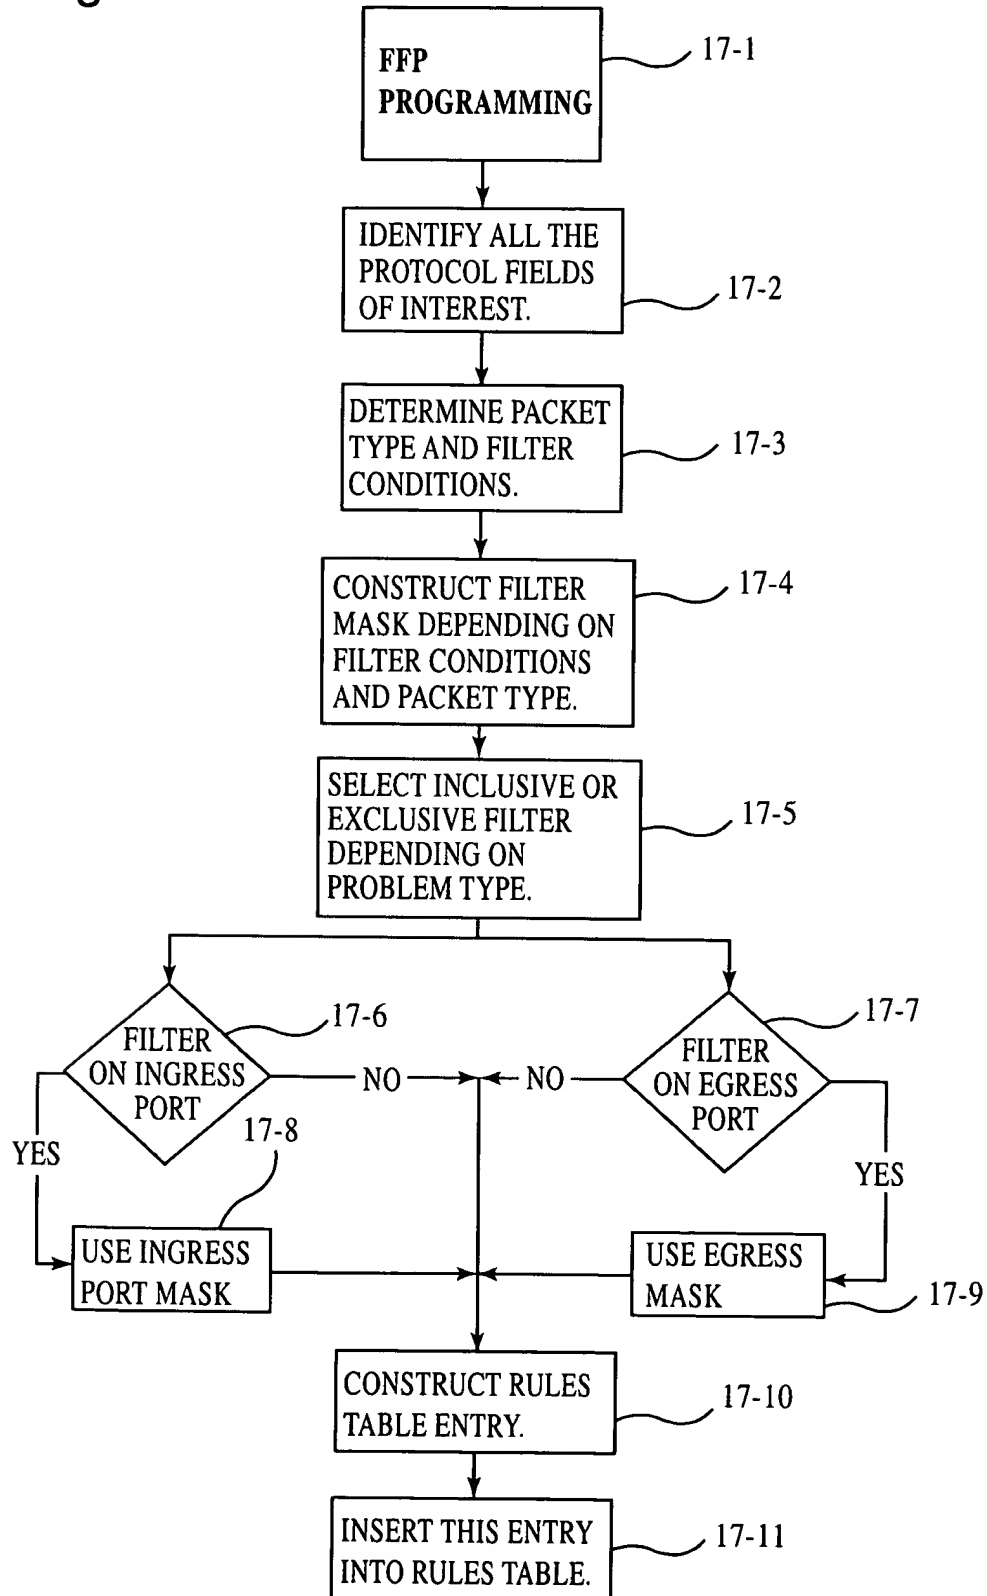 FFP
PROGRAMMING
17-1
IDENTIFY ALL THE
PROTOCOL FIELDS
OF INTEREST.
17-2
DETERMINE PACKET
TYPE AND FILTER
CONDITIONS.
17-3
CONSTRUCT FILTER
MASK DEPENDING ON
FILTER CONDITIONS
AND PACKET TYPE.
17-4
SELECT INCLUSIVE OR
EXCLUSIVE FILTER
DEPENDING ON
PROBLEM TYPE.
17-5
FILTER
ON INGRESS
PORT
17-6
NO
NO
FILTER
ON EGRESS
PORT
17-7
YES
17-8
YES
USE INGRESS
PORT MASK
USE EGRESS
MASK
17-9
CONSTRUCT RULES
TABLE ENTRY.
17-10
INSERT THIS ENTRY
INTO RULES TABLE.
17-11